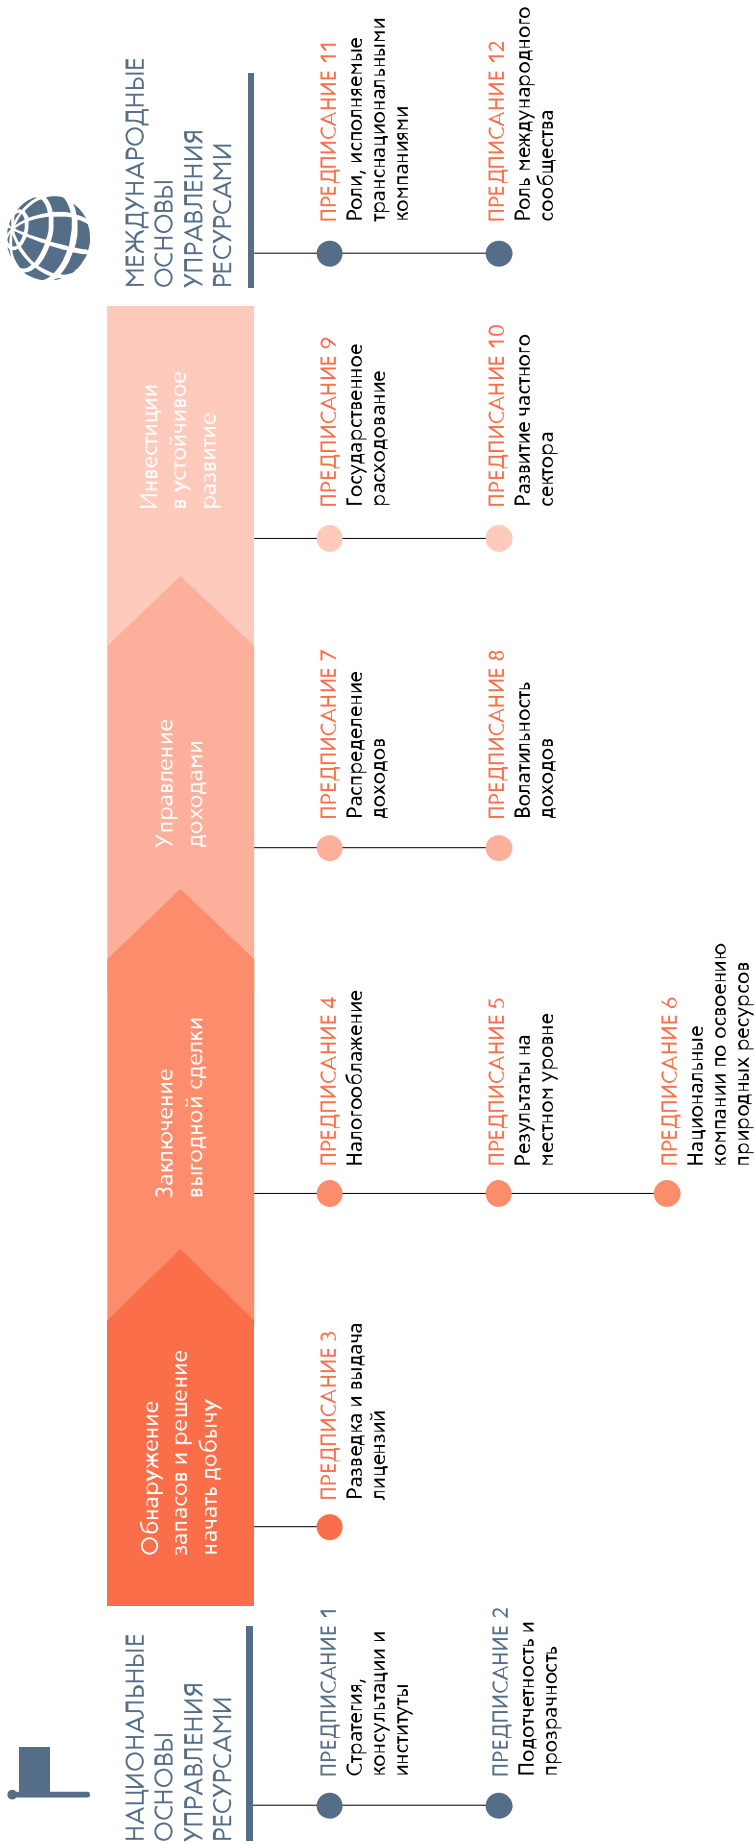 НАЦИОНАЛЬНЫЕ
ОСНОВЫ
УПРАВЛЕНИЯ
РЕСУРСАМИ
ПРЕДПИСАНИЕ 1
Стратегия,
консультации и
институты
ПРЕДПИСАНИЕ 2
Подотчетность и
прозрачность
Обнаружение
запасов и решение
начать добычу
ПРЕДПИСАНИЕ 3
Разведка и выдача
лицензий
Заключение
выгодной сделки
ПРЕДПИСАНИЕ 4
Налогооблажение
ПРЕДПИСАНИЕ 5
Результаты на
местном уровне
ПРЕДПИСАНИЕ 6
Национальные
компании по освоению
природных ресурсов
Управление
доходами
ПРЕДПИСАНИЕ 7
Распределение
доходов
ПРЕДПИСАНИЕ 8
Волатильность
доходов
Инвестиции
в устойчивое
развитие
ПРЕДПИСАНИЕ 9
Государственное
расходование
ПРЕДПИСАНИЕ 10
Развитие частного
сектора
МЕЖДУНАРОДНЫЕ
ОСНОВЫ
УПРАВЛЕНИЯ
РЕСУРСАМИ
ПРЕДПИСАНИЕ 11
Роли, исполняемые
транснациональными
компаниями
ПРЕДПИСАНИЕ 12
Роль международного
сообщества